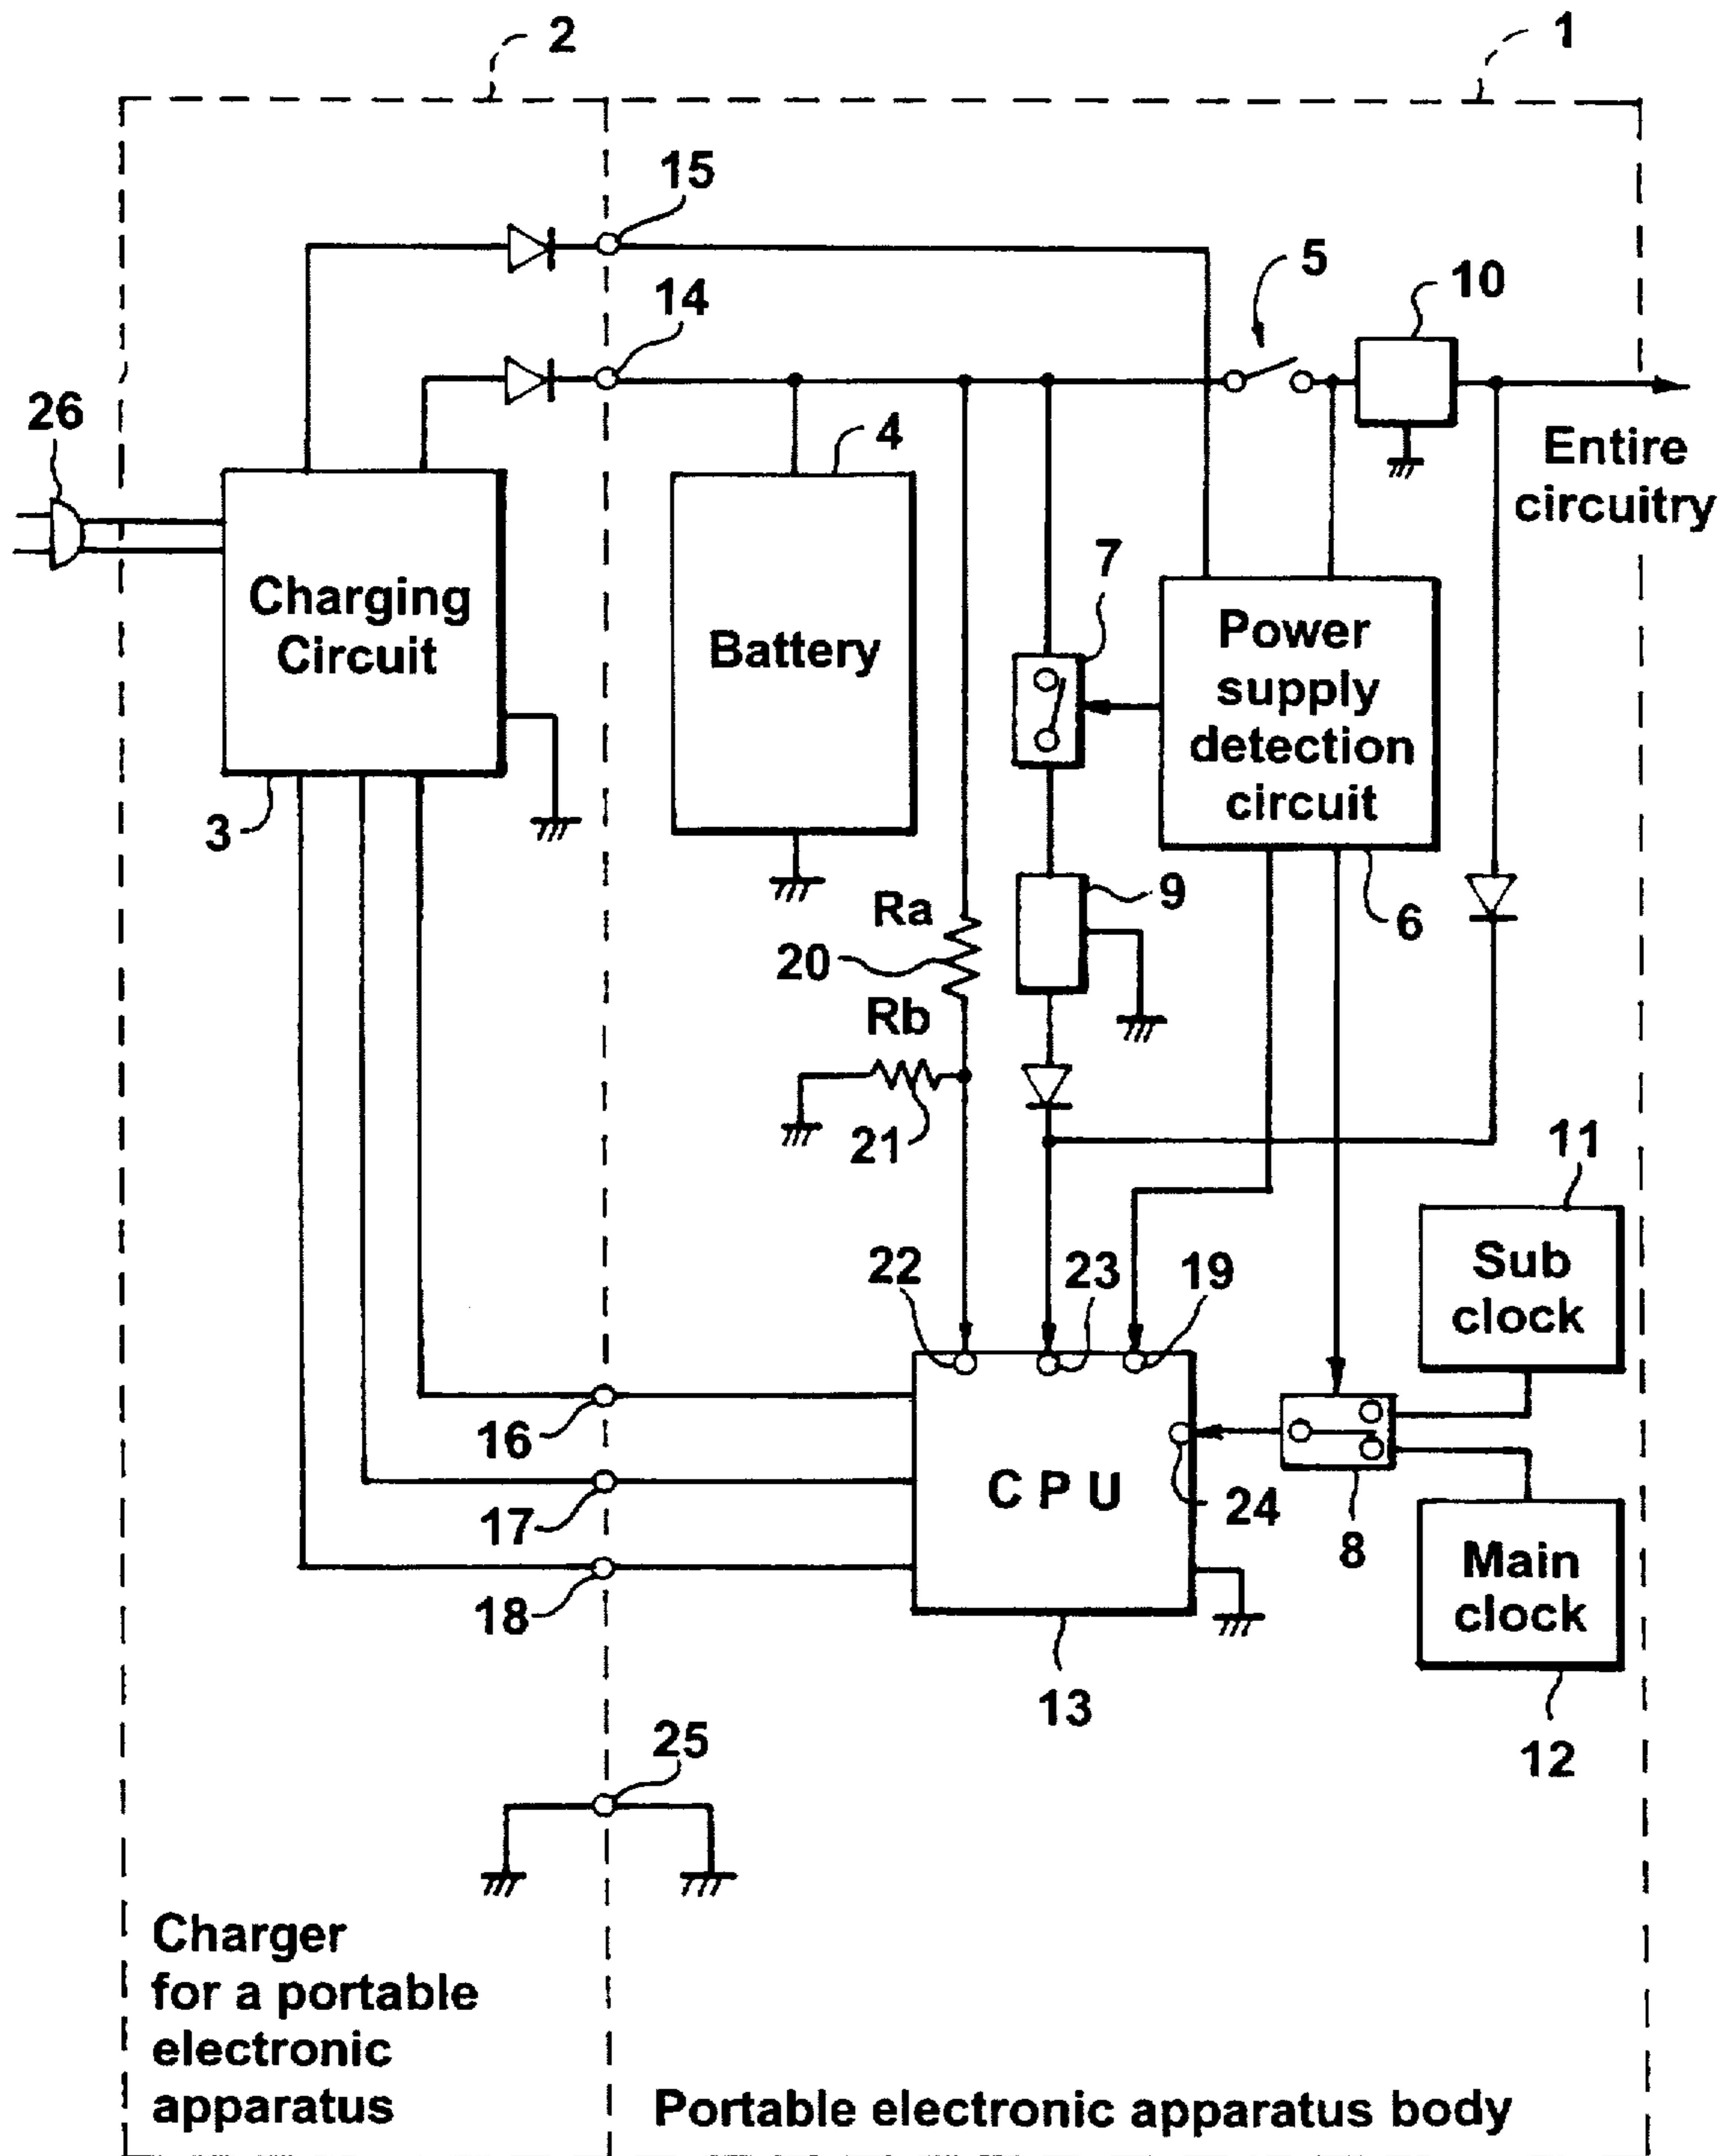 2
1
15
14
5
10
26
4
Entire
circuitry
7
Charging
Circuit
Battery
Power
supply
detection
circuit
3
Ra
9
6
20
Rb
21
11
Sub
clock
22
23
19
16
CPU
24
17
8
Main
clock
18
13
12
25
Charger
for a portable
electronic
apparatus
Portable electronic apparatus body